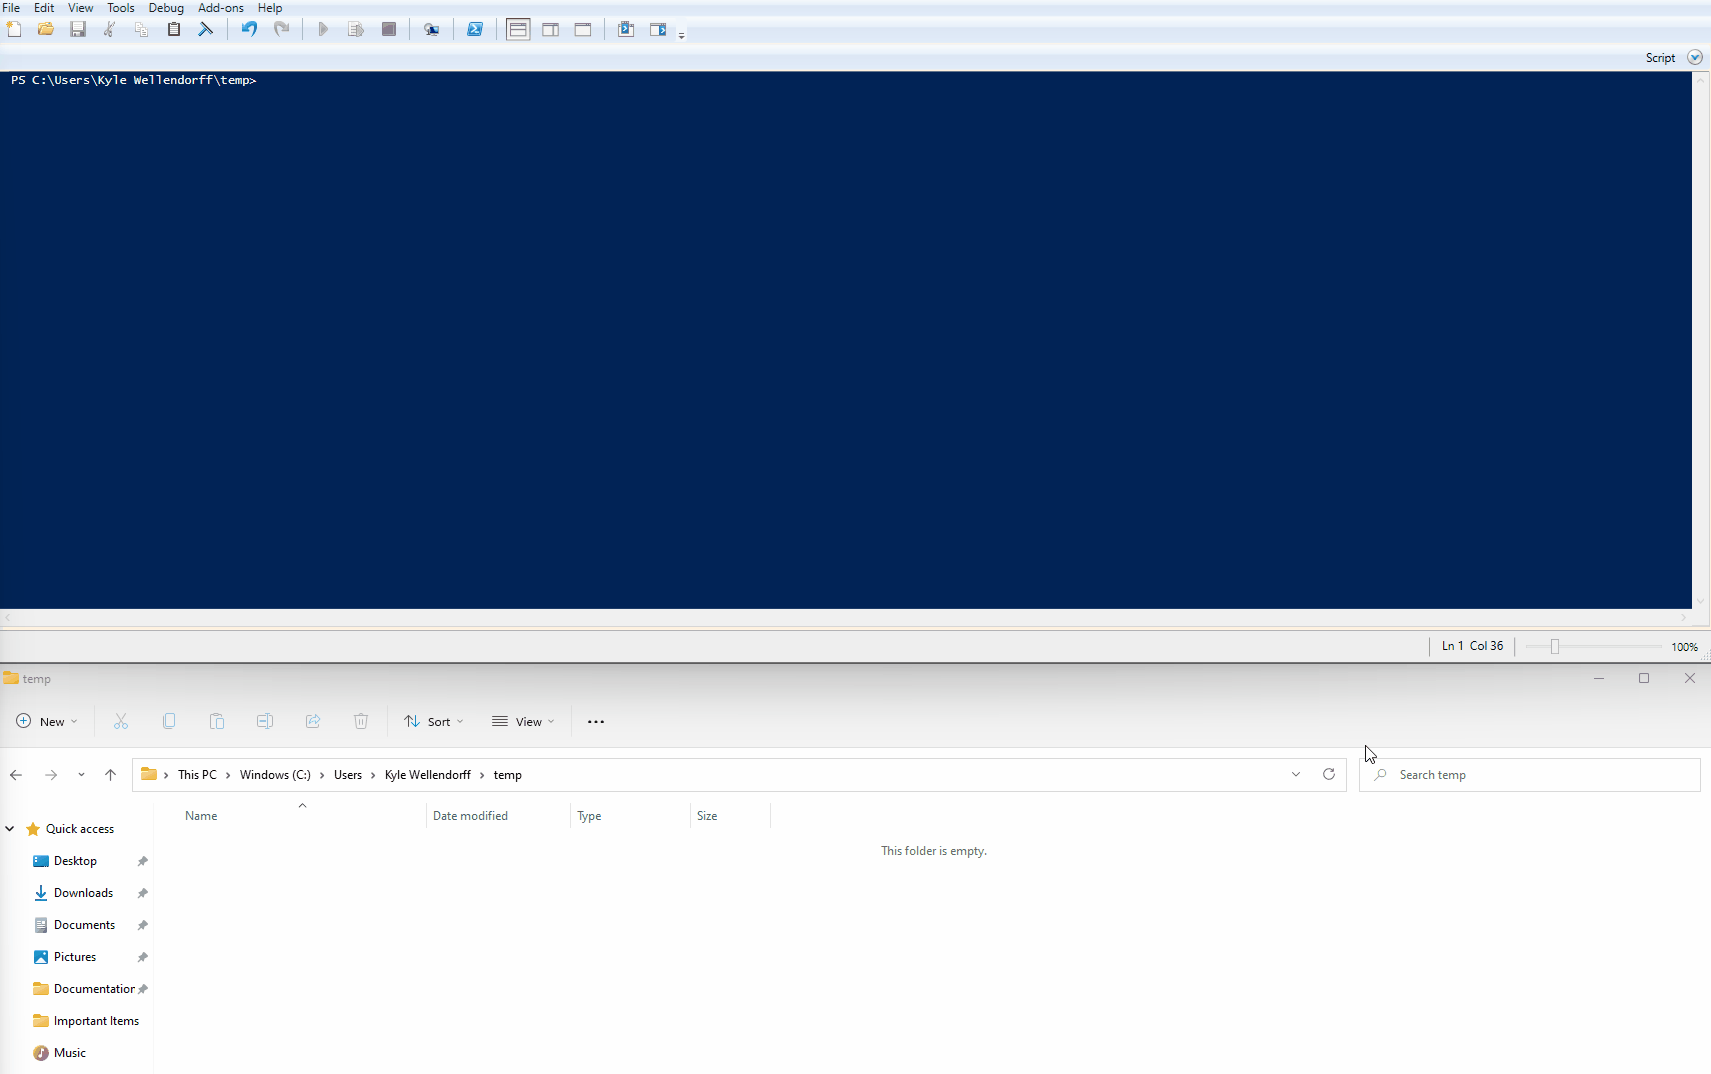 File Edit View Tools Debug Add-ons Help
Script
PS C:\Users\Kyle Wellendorff\temp>
Ln 1 Col 36 100%
temp
New Sort View
This PC Windows (C:) Users Kyle Wellendorff temp Search temp
Name Date modified Type Size
Quick access
This folder is empty.
Desktop
Downloads
Documents
Pictures
Documentation
Important Items
Music